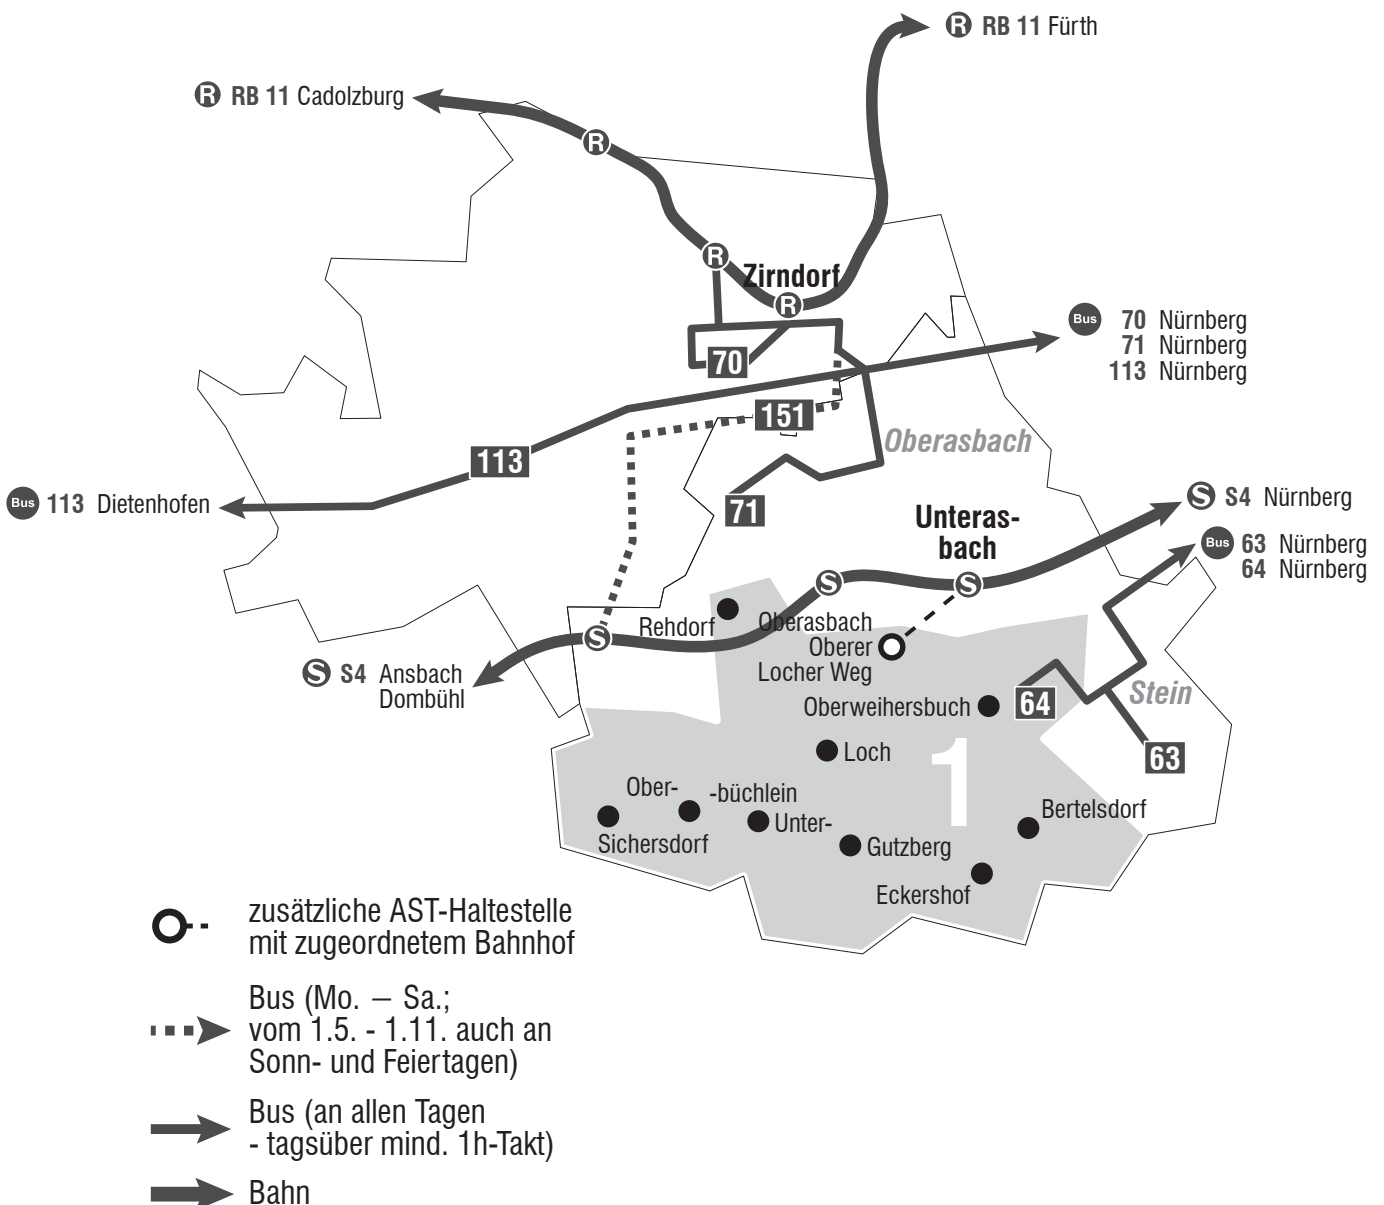 R RB 11 Fürth
R RB 11 Cadolzburg
R
R
Zirndorf
R
Bus 70 Nürnberg
71 Nürnberg
113 Nürnberg
70
151
Oberasbach
113
Bus 113 Dietenhofen
71
S S4 Nürnberg
Unteras-
bach
Bus 63 Nürnberg
64 Nürnberg
S
S
Rehdorf
S
Oberasbach
Oberer
Locher Weg
S S4 Ansbach
Dombühl
Oberweihersbuch
64
Stein
Loch
1
63
Ober-
-büchlein
Unter-
Bertelsdorf
Sichersdorf
Gutzberg
Eckershof
zusätzliche AST-Haltestelle
mit zugeordnetem Bahnhof
Bus (Mo. – Sa.;
vom 1.5. - 1.11. auch an
Sonn- und Feiertagen)
Bus (an allen Tagen
- tagsüber mind. 1h-Takt)
Bahn